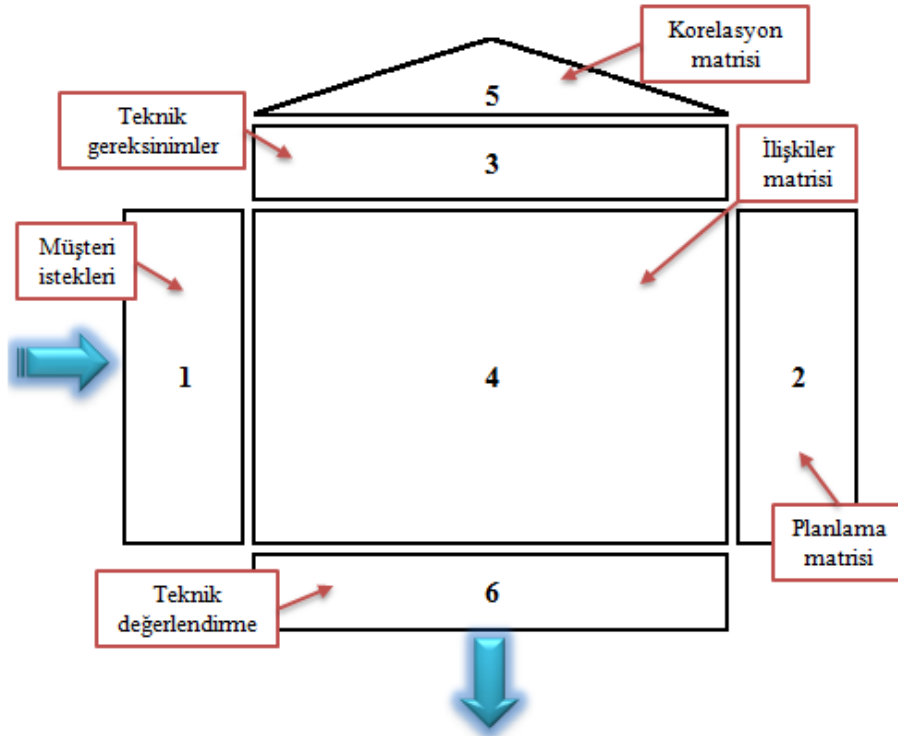 Korelasyon
matrisi
5
Teknik
gereksinimler
3
İlişkiler
matrisi
Müşteri
istekleri
1
4
2
Planlama
matrisi
Teknik
değerlendirme
6